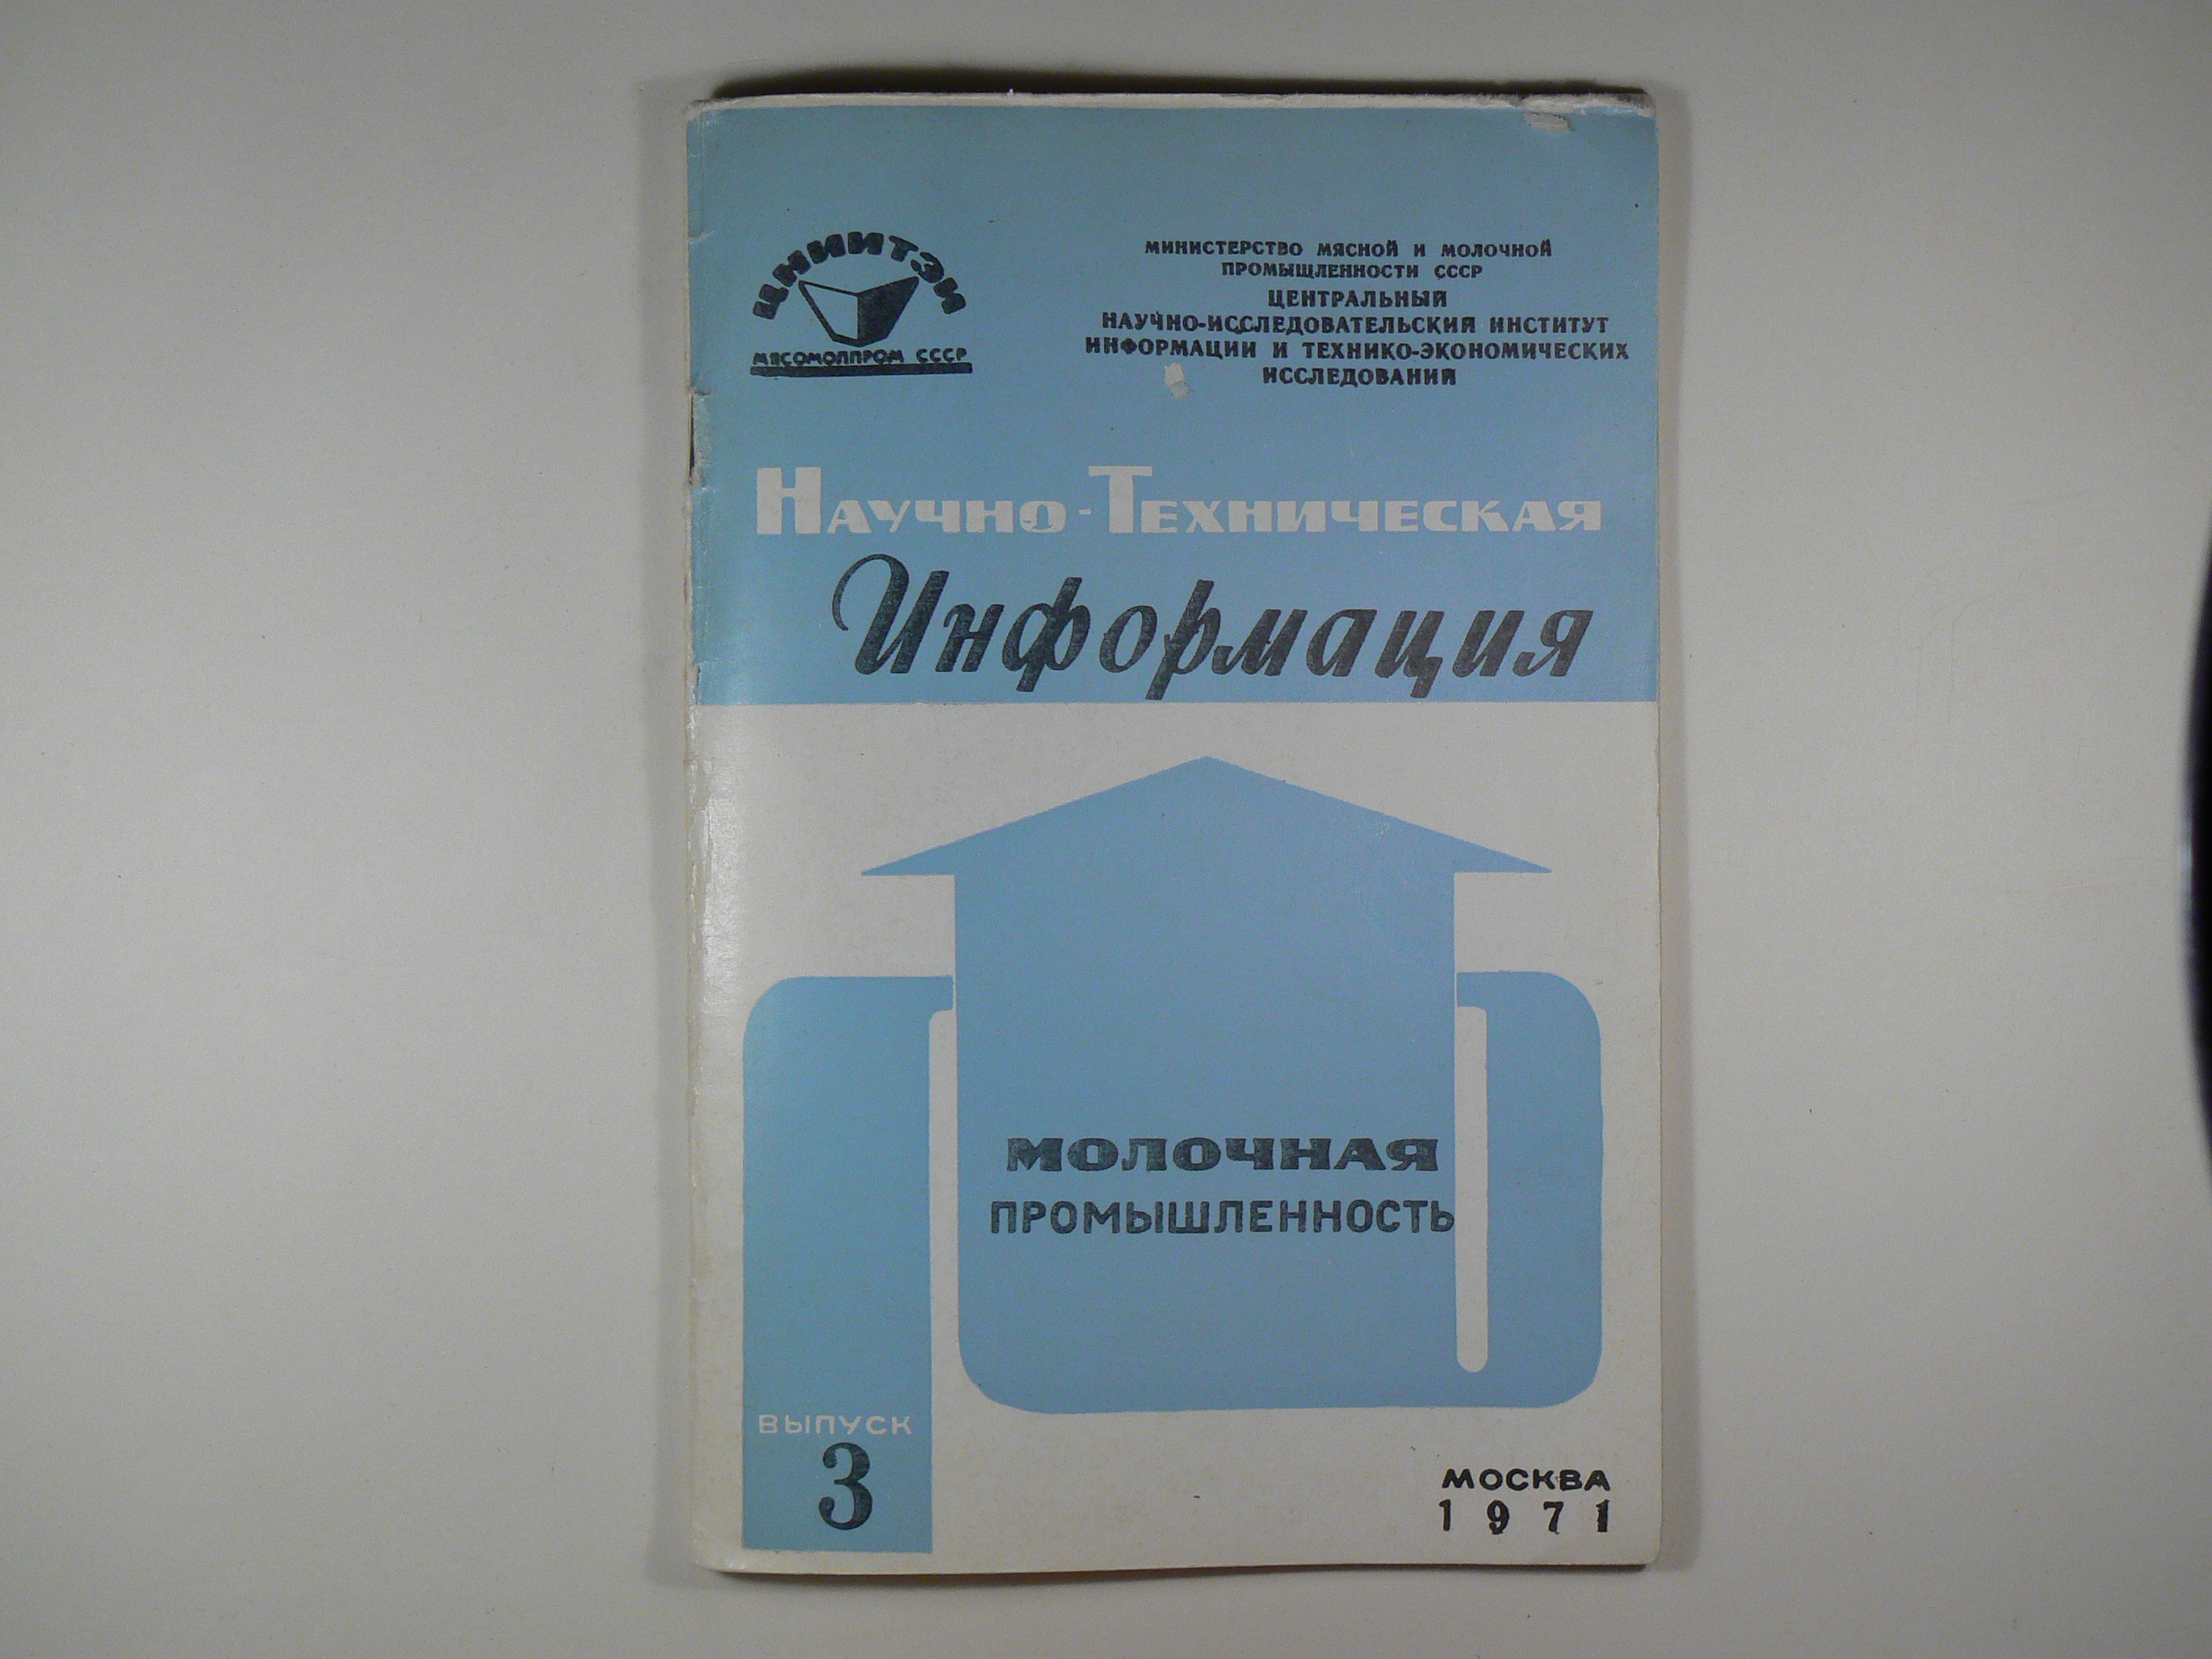 ЦНИИТЭИ
МЯСОМОЛПРОМ СССР
МИНИСТЕРСТВО МЯСНОЙ И МОЛОЧНОЙ
ПРОМЫШЛЕННОСТИ СССР
ЦЕНТРАЛЬНЫЙ
НАУЧНО-ИССЛЕДОВАТЕЛЬСКИЙ ИНСТИТУТ
ИНФОРМАЦИИ И ТЕХНИКО-ЭКОНОМИЧЕСКИХ
ИССЛЕДОВАНИЙ
НАУЧНО-ТЕХНИЧЕСКАЯ
Информация
МОЛОЧНАЯ
ПРОМЫШЛЕННОСТЬ
ВЫПУСК
3
МОСКВА
1971